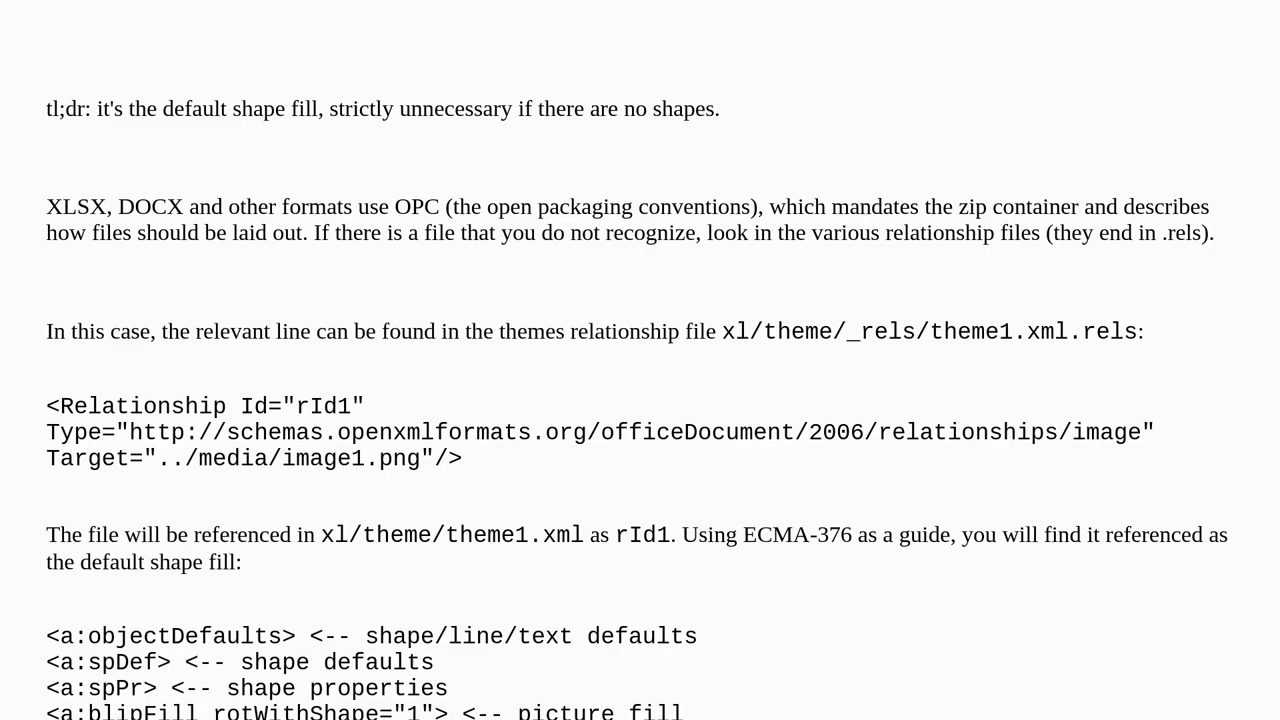 tl;dr: it's the default shape fill, strictly unnecessary if there are no shapes.
XLSX, DOCX and other formats use OPC (the open packaging conventions), which mandates the zip container and describes
how files should be laid out. If there is a file that you do not recognize, look in the various relationship files (they end in .rels).
In this case, the relevant line can be found in the themes relationship file xl/theme/_rels/theme1.xml.rels:
<Relationship Id="rId1"
Type="http://schemas.openxmlformats.org/officeDocument/2006/relationships/image"
Target="../media/image1.png"/>
The file will be referenced in xl/theme/theme1.xml as rId1. Using ECMA-376 as a guide, you will find it referenced as
the default shape fill:
<a:objectDefaults> <-- shape/line/text defaults
<a:spDef> <-- shape defaults
<a:spPr> <-- shape properties
<a:blipFill rotWithShape="1"> <-- picture fill